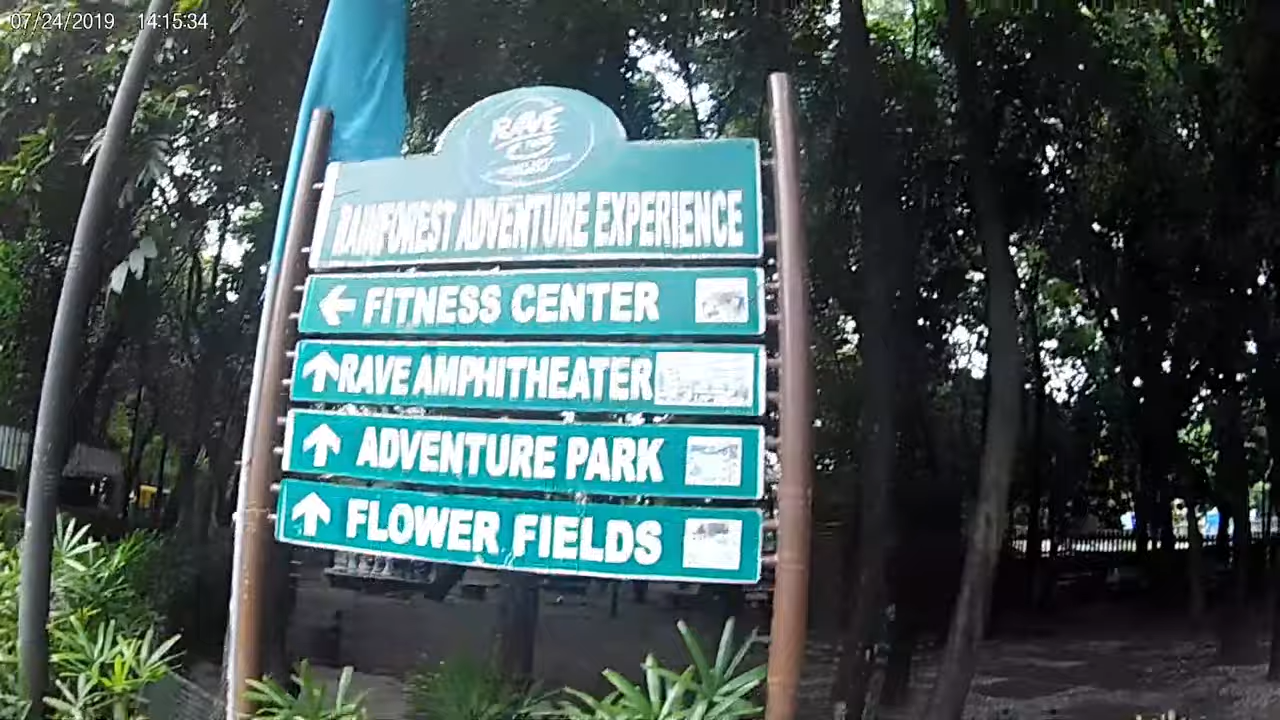 07/24/2019 14:15:34
RAVE
RAINFOREST ADVENTURE EXPERIENCE
FITNESS CENTER
RAVE AMPHITHEATER
ADVENTURE PARK
FLOWER FIELDS